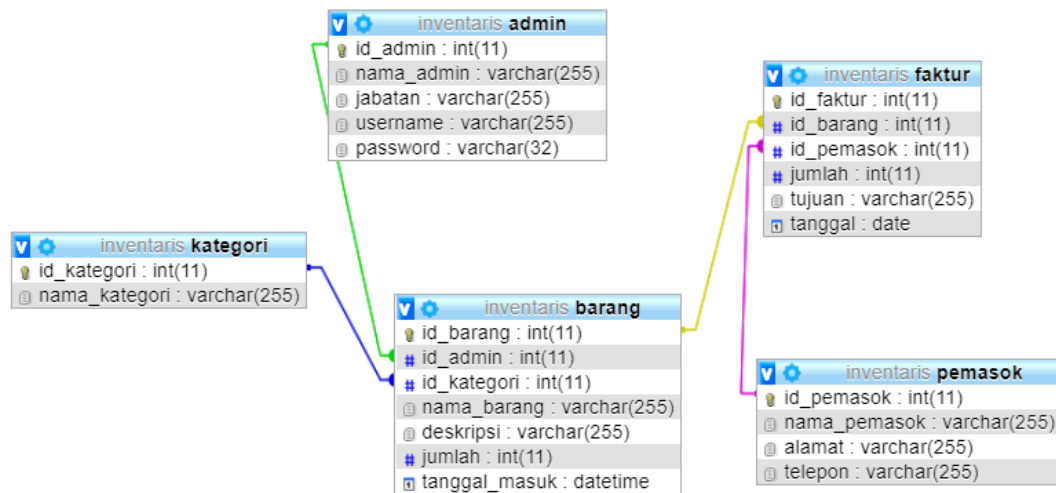 inventaris admin
id_admin : int(11)
nama_admin : varchar(255)
jabatan : varchar(255)
username : varchar(255)
password : varchar(32)
inventaris faktur
id_faktur : int(11)
id_barang : int(11)
id_pemasok : int(11)
jumlah : int(11)
tujuan : varchar(255)
tanggal : date
inventaris kategori
id_kategori : int(11)
nama_kategori : varchar(255)
inventaris barang
id_barang : int(11)
id_admin : int(11)
id_kategori : int(11)
nama_barang : varchar(255)
deskripsi : varchar(255)
jumlah : int(11)
tanggal_masuk : datetime
inventaris pemasok
id_pemasok : int(11)
nama_pemasok : varchar(255)
alamat : varchar(255)
telepon : varchar(255)